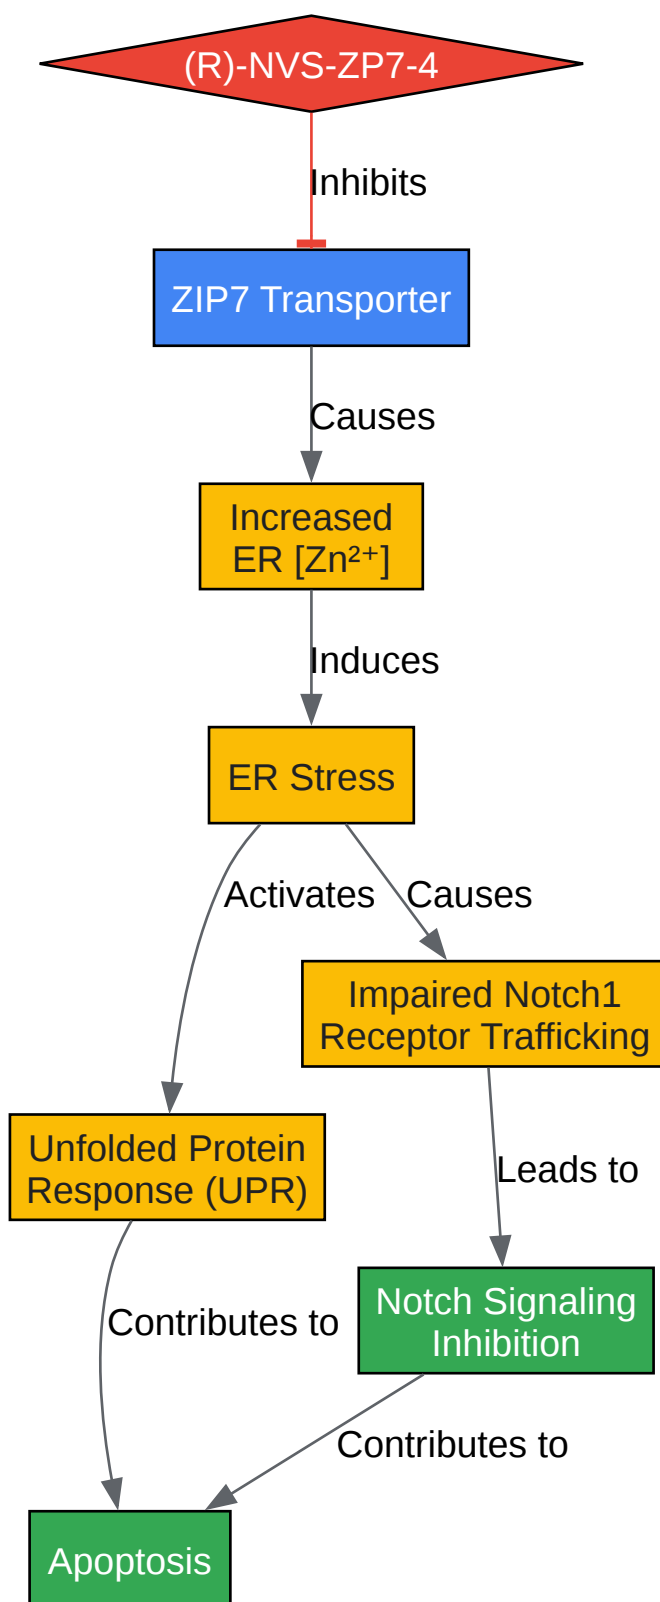 (R)-NVS-ZP7-4
Inhibits
ZIP7 Transporter
Causes
Increased
ER [Zn²⁺]
Induces
ER Stress
Activates
Causes
Impaired Notch1
Receptor Trafficking
Unfolded Protein
Response (UPR)
Leads to
Notch Signaling
Inhibition
Contributes to
Contributes to
Apoptosis